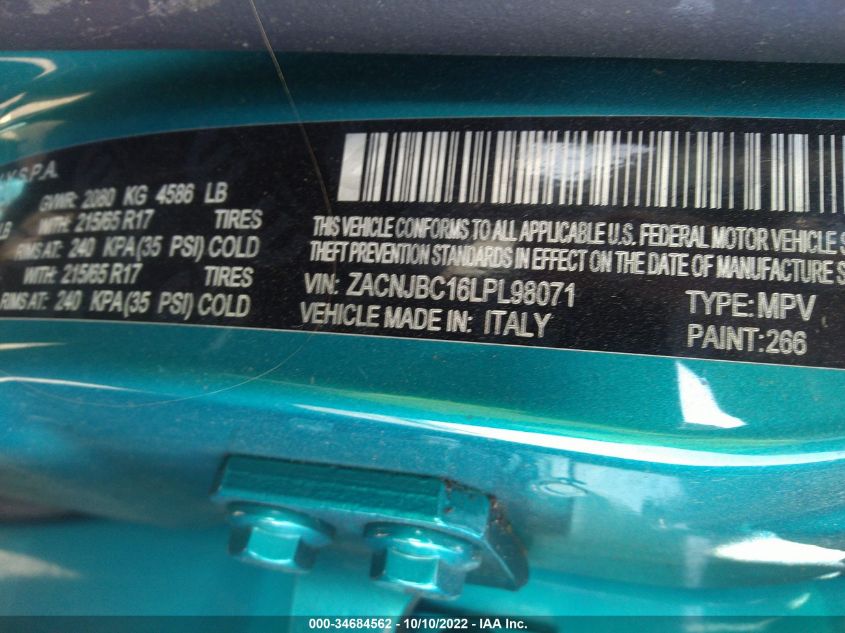 S.P.A.
GVWR: 2080 KG 4586 LB
WITH: 215/65 R17 TIRES
RIMS AT: 240 KPA(35 PSI) COLD
WITH: 215/65 R17 TIRES
RIMS AT: 240 KPA(35 PSI) COLD
LB
THIS VEHICLE CONFORMS TO ALL APPLICABLE U.S. FEDERAL MOTOR VEHICLE S
THEFT PREVENTION STANDARDS IN EFFECT ON THE DATE OF MANUFACTURE S
VIN: ZACNJBC16LPL98071 TYPE: MPV
VEHICLE MADE IN: ITALY PAINT:266
000-34684562 - 10/10/2022 - IAA, Inc.